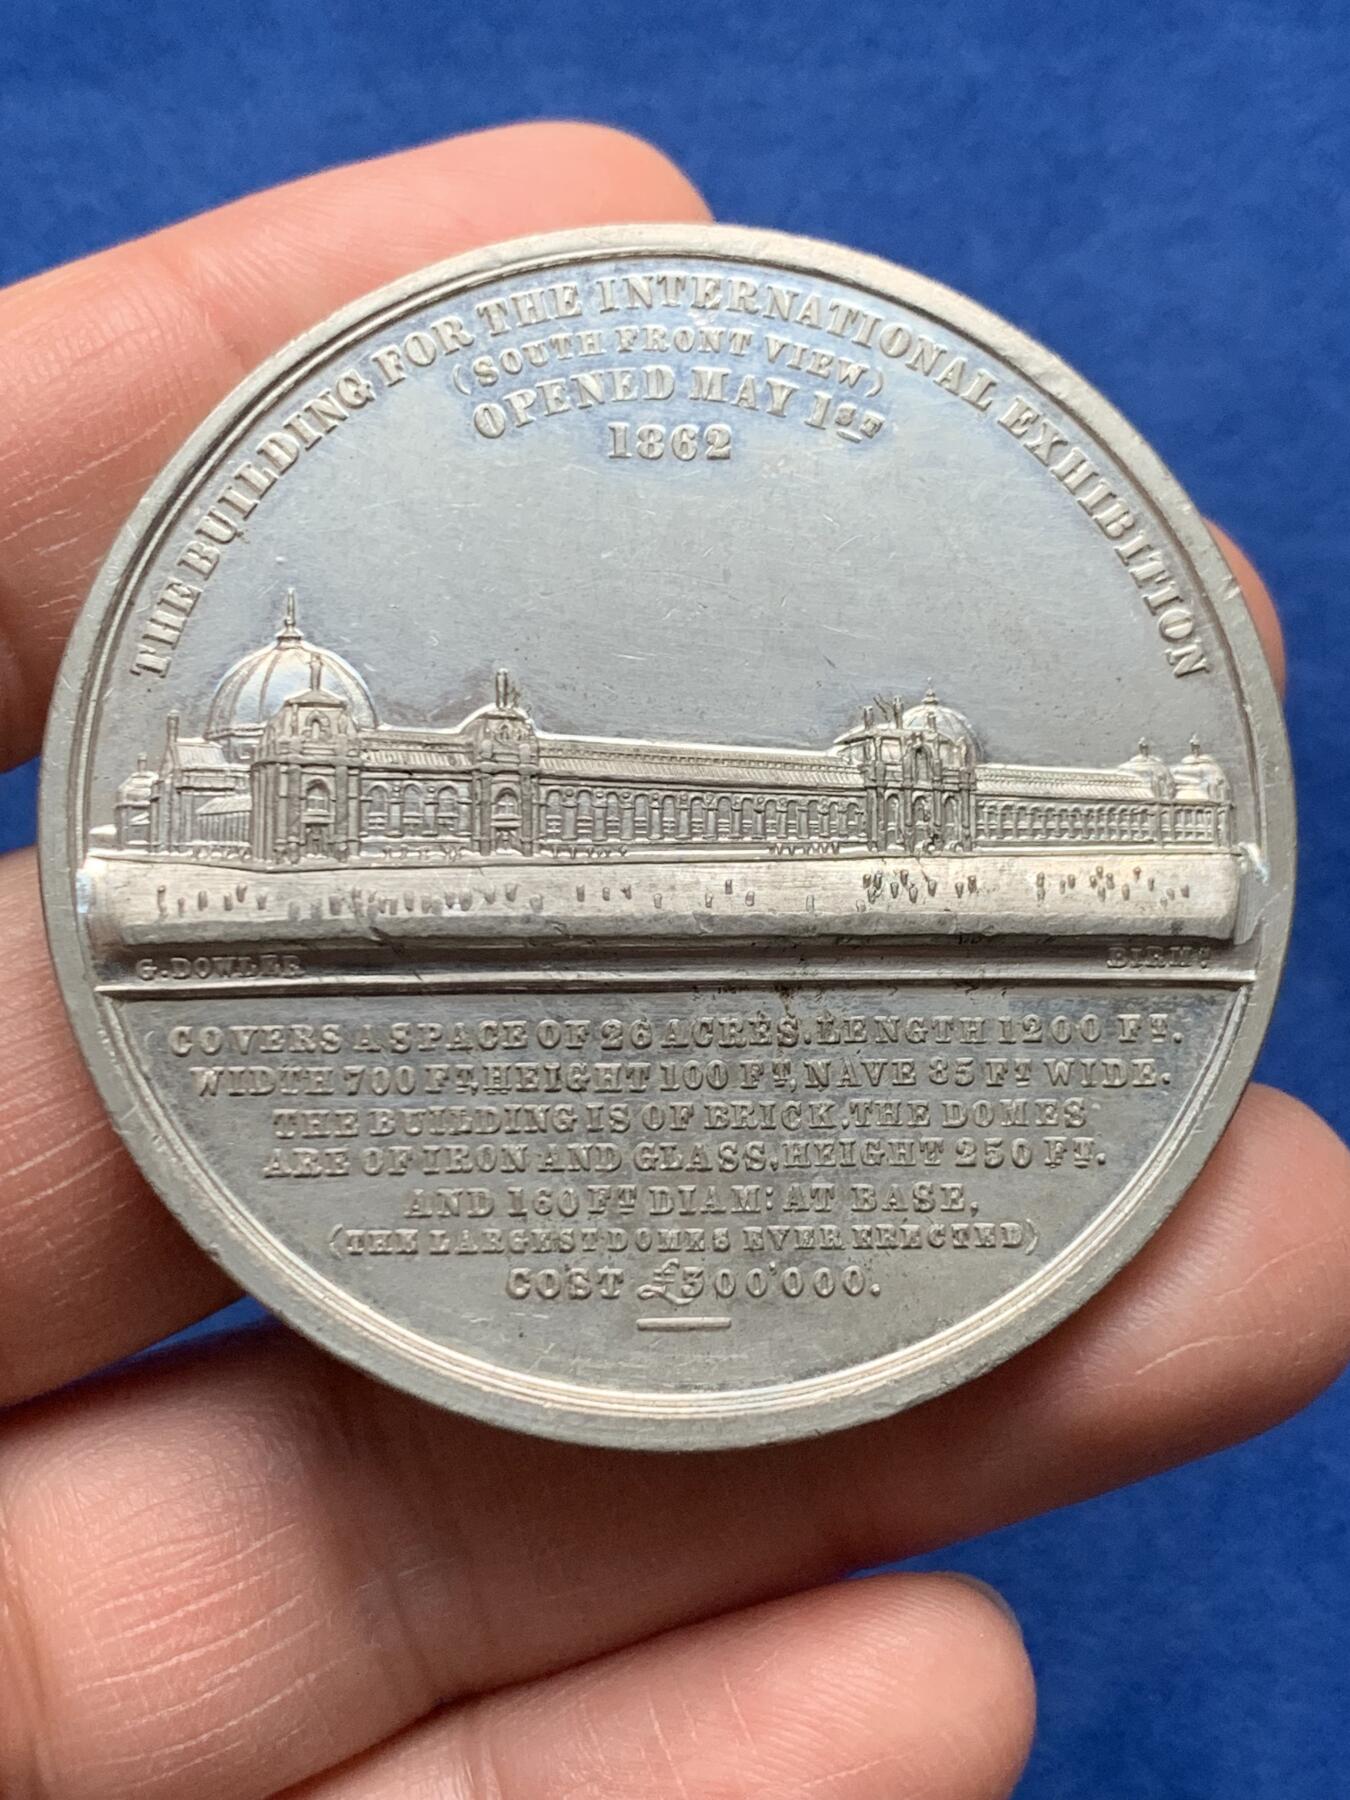 THE BUILDING FOR THE INTERNATIONAL EXHIBITION
(SOUTH FRONT VIEW)
OPENED MAY 1ST
1862
G. DOWLER
BIRMM
COVERS A SPACE OF 26 ACRES. LENGTH 1200 FT.
WIDTH 700 FT, HEIGHT 100 FT, NAVE 85 FT WIDE.
THE BUILDING IS OF BRICK. THE DOMES
ARE OF IRON AND GLASS, HEIGHT 250 FT.
AND 160 FT DIAM: AT BASE,
(THE LARGEST DOMES EVER ERECTED)
COST £300'000.